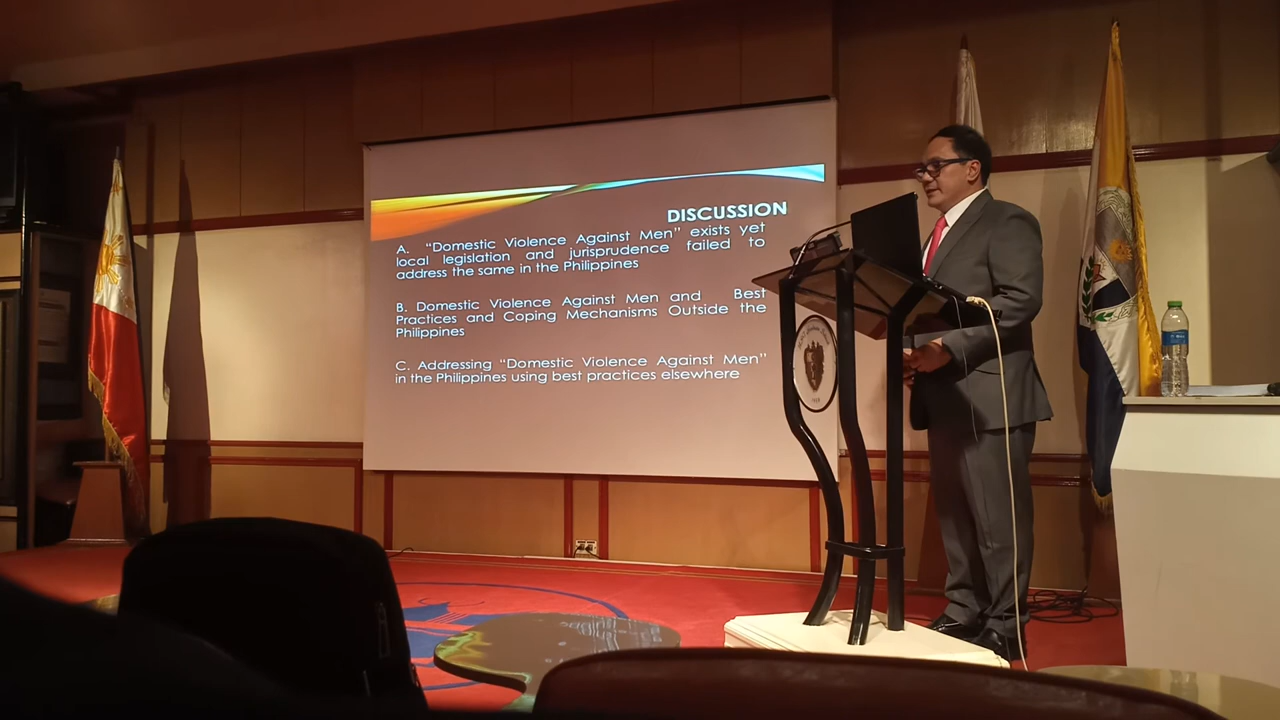 DISCUSSION
A. “Domestic Violence Against Men” exists yet
local legislation and jurisprudence failed to
address the same in the Philippines
B. Domestic Violence Against Men and Best
Practices and Coping Mechanisms Outside the
Philippines
C. Addressing “Domestic Violence Against Men”
in the Philippines using best practices elsewhere